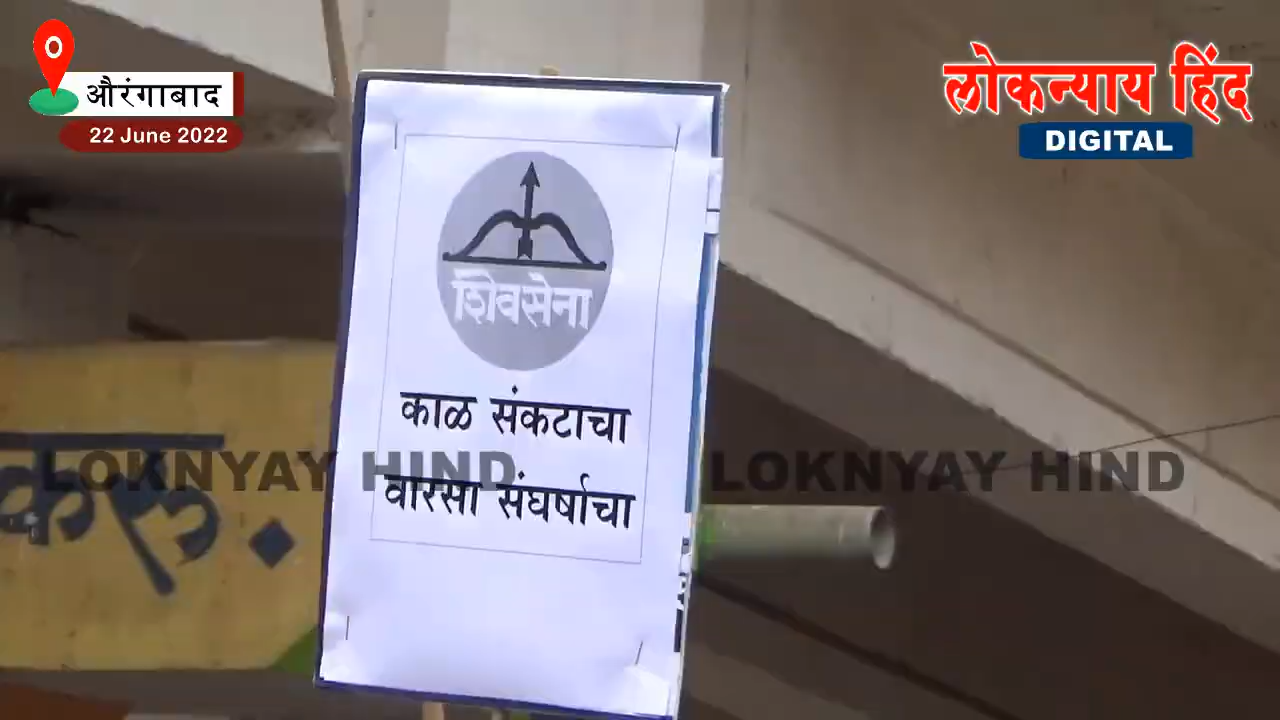 औरंगाबाद
22 June 2022
लोकन्याय हिंद
DIGITAL
शिवसेना
काळ संकटाचा
वारसा संघर्षाचा
LOKNYAY HIND
LOKNYAY HIND